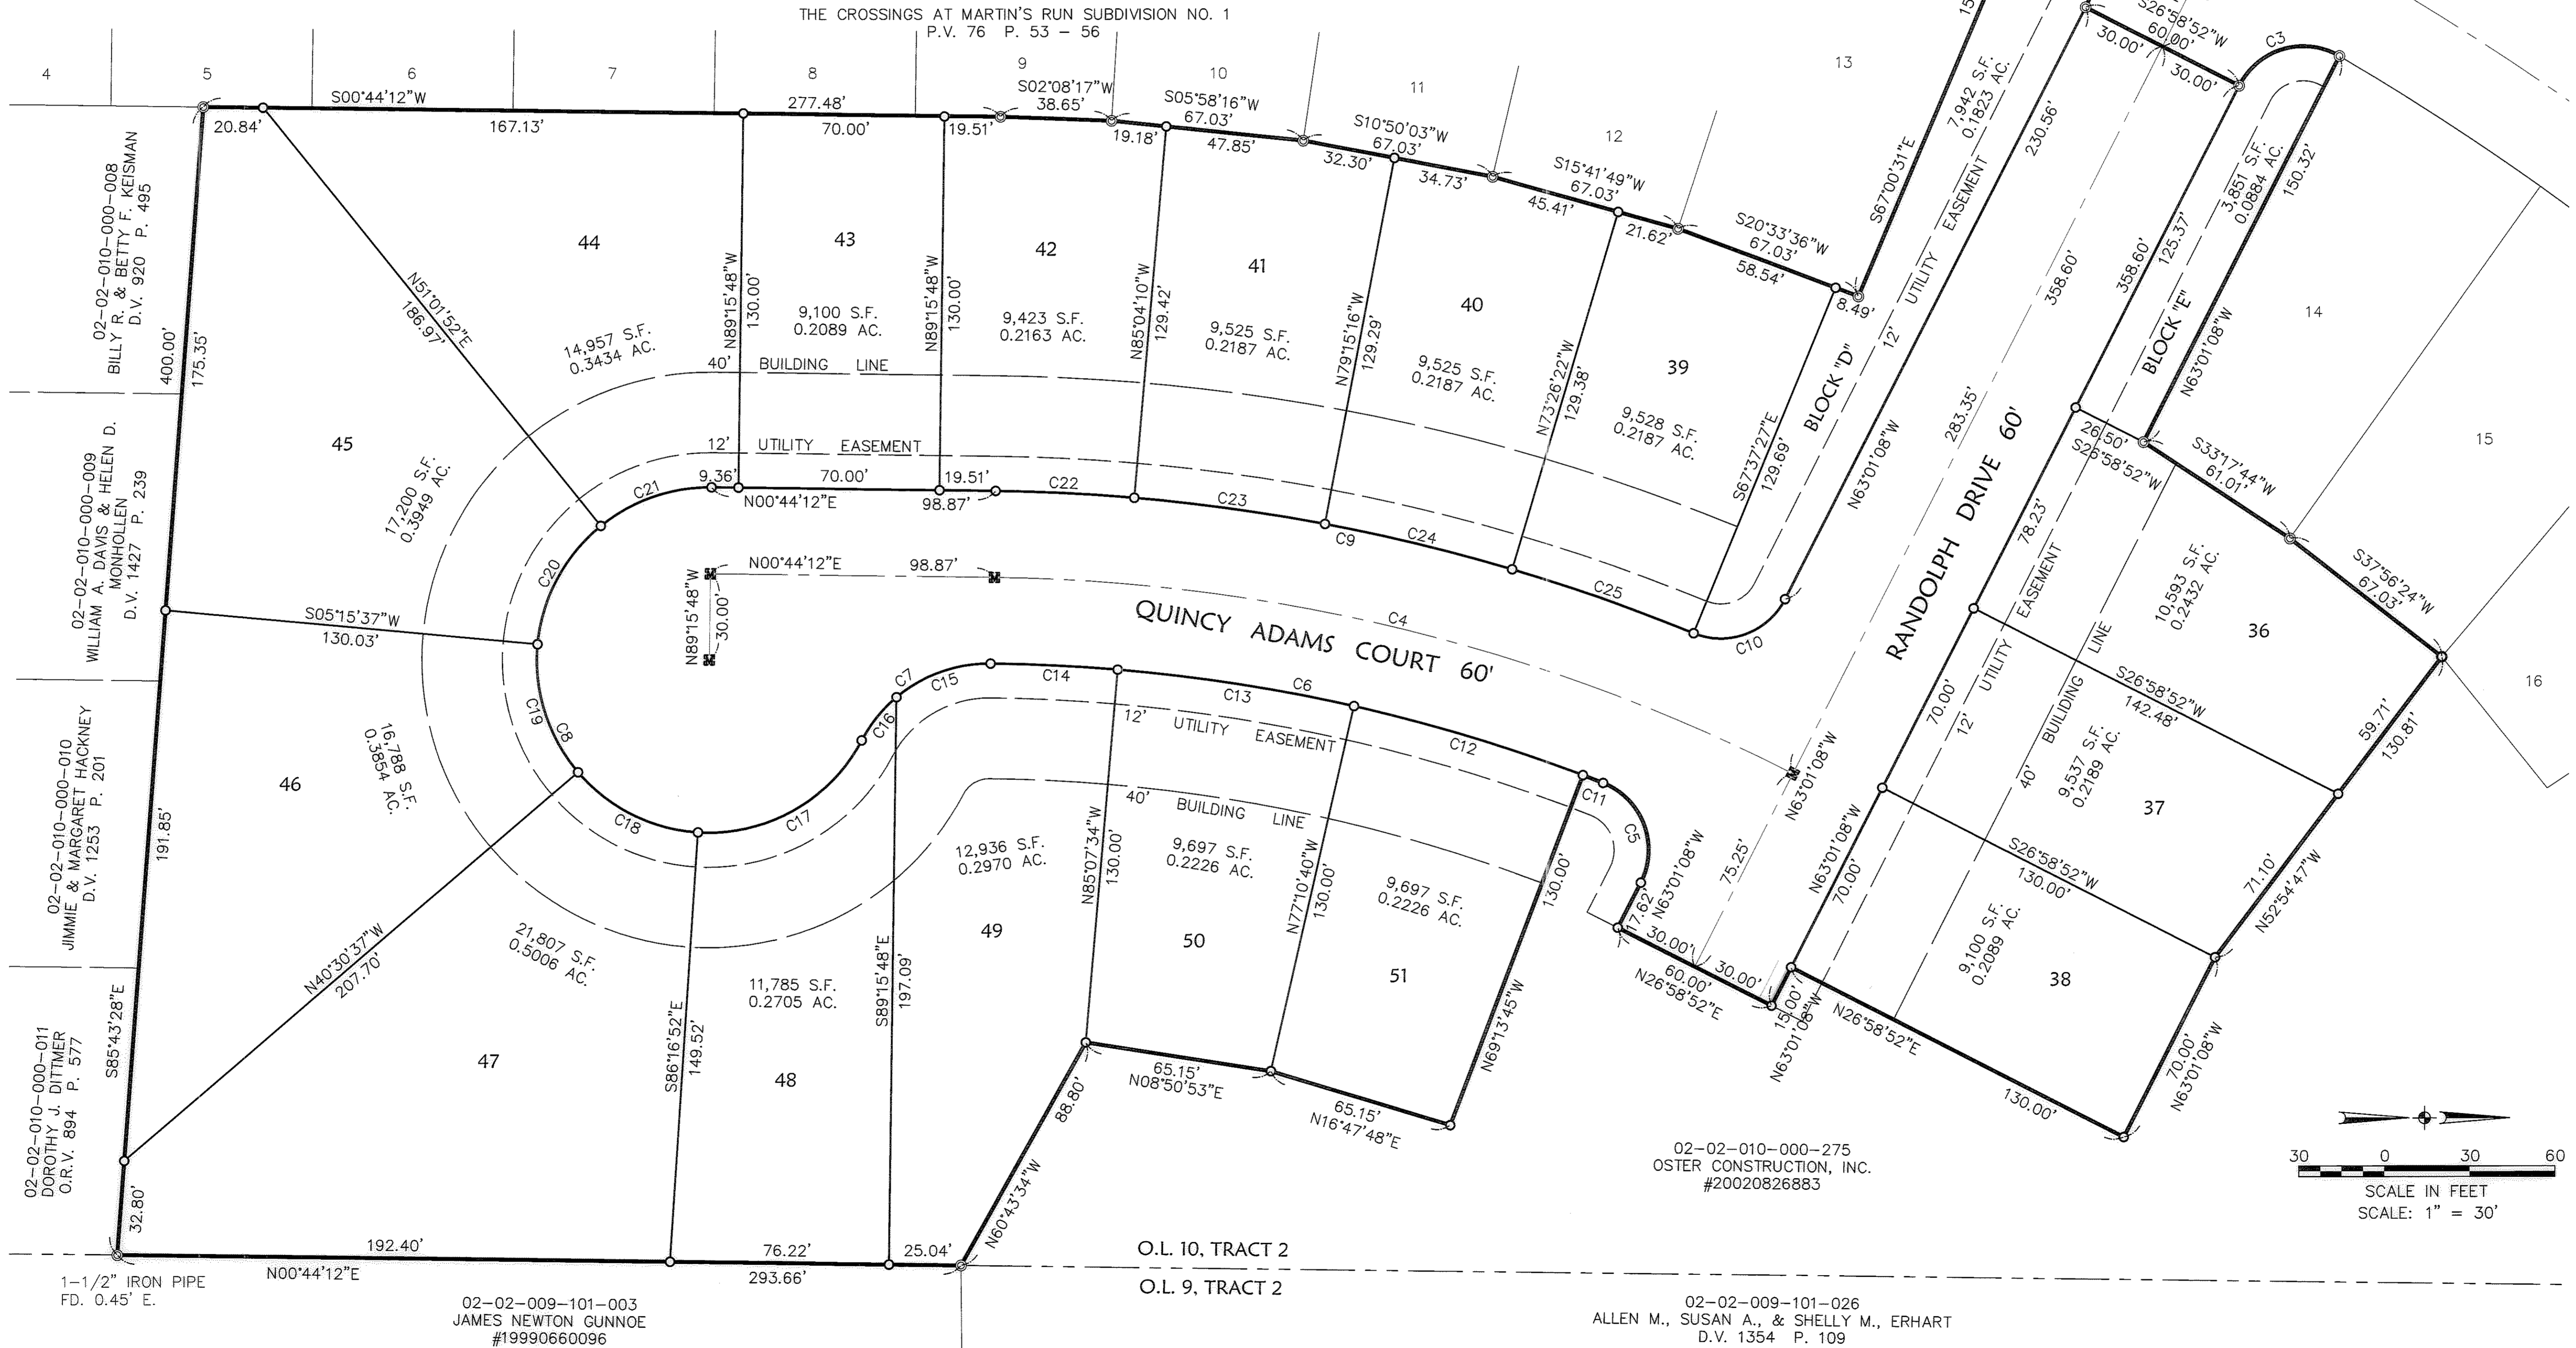 THE CROSSINGS AT MARTIN'S RUN SUBDIVISION NO. 1
P.V. 76 P. 53 – 56
4
5
6
7
8
9
10
11
12
13
14
15
16
S00°44'12"W
277.48'
20.84'
167.13'
70.00'
19.51'
S02°08'17"W
38.65'
S05°58'16"W
67.03'
19.18'
47.85'
S10°50'03"W
67.03'
32.30'
34.73'
S15°41'49"W
67.03'
45.41'
21.62'
S20°33'36"W
67.03'
58.54'
8.49'
S67°00'31"E
7,942 S.F.
0.1823 AC.
230.56'
S26°58'52"W
60.00'
30.00'
30.00'
C3
3,851 S.F.
0.0884 AC.
150.32'
125.37'
358.60'
358.60'
283.35'
BLOCK "E"
N63°01'08"W
BLOCK "D"
12' UTILITY EASEMENT
N63°01'08"W
RANDOLPH DRIVE 60'
02-02-010-000-008
BILLY R. & BETTY F. KEISMAN
D.V. 920 P. 495
02-02-010-000-009
WILLIAM A. DAVIS & HELEN D.
MONHOLLEN
D.V. 1427 P. 239
02-02-010-000-010
JIMMIE & MARGARET HACKNEY
D.V. 1253 P. 201
02-02-010-000-011
DOROTHY J. DITTMER
O.R.V. 894 P. 577
400.00'
175.35'
191.85'
S85°43'28"E
32.80'
N51°01'52"E
186.97'
44
14,957 S.F.
0.3434 AC.
N89°15'48"W
130.00'
43
9,100 S.F.
0.2089 AC.
N89°15'48"W
130.00'
42
9,423 S.F.
0.2163 AC.
N85°04'10"W
129.42'
41
9,525 S.F.
0.2187 AC.
N79°15'16"W
129.29'
40
9,525 S.F.
0.2187 AC.
N73°26'22"W
129.38'
39
9,528 S.F.
0.2187 AC.
S67°37'27"E
129.69'
40' BUILDING LINE
12' UTILITY EASEMENT
45
17,200 S.F.
0.3949 AC.
C21
9.36'
70.00'
19.51'
N00°44'12"E
98.87'
C22
C23
C9
C24
C25
C10
C20
N00°44'12"E
98.87'
N89°15'48"W
30.00'
C4
QUINCY ADAMS COURT 60'
S05°15'37"W
130.03'
46
16,788 S.F.
0.3854 AC.
C19
C8
C18
C17
C16
C7
C15
C14
C13
C6
C12
C11
C5
12' UTILITY EASEMENT
40' BUILDING LINE
N40°30'37"W
207.70'
21,807 S.F.
0.5006 AC.
47
S86°16'52"E
149.52'
11,785 S.F.
0.2705 AC.
48
S89°15'48"E
197.09'
12,936 S.F.
0.2970 AC.
49
N85°07'34"W
130.00'
9,697 S.F.
0.2226 AC.
50
N77°10'40"W
130.00'
9,697 S.F.
0.2226 AC.
51
130.00'
N69°13'45"W
65.15'
N08°50'53"E
65.15'
N16°47'48"E
88.80'
N60°43'34"W
17.62'
N63°01'08"W
75.25'
N63°01'08"W
30.00'
60.00'
30.00'
N26°58'52"E
15.00'
N63°01'08"W
26.50'
S26°58'52"W
S33°17'44"W
61.01'
S37°56'24"W
67.03'
78.23'
12' UTILITY EASEMENT
40' BUILDING LINE
10,593 S.F.
0.2432 AC.
36
S26°58'52"W
142.48'
59.71'
130.81'
70.00'
9,537 S.F.
0.2189 AC.
37
S26°58'52"W
130.00'
71.10'
N52°54'47"W
N63°01'08"W
70.00'
9,100 S.F.
0.2089 AC.
38
N26°58'52"E
130.00'
70.00'
N63°01'08"W
02-02-010-000-275
OSTER CONSTRUCTION, INC.
#20020826883
30 0 30 60
SCALE IN FEET
SCALE: 1" = 30'
192.40'
N00°44'12"E
76.22'
293.66'
25.04'
O.L. 10, TRACT 2
O.L. 9, TRACT 2
1-1/2" IRON PIPE
FD. 0.45' E.
02-02-009-101-003
JAMES NEWTON GUNNOE
#19990660096
02-02-009-101-026
ALLEN M., SUSAN A., & SHELLY M., ERHART
D.V. 1354 P. 109